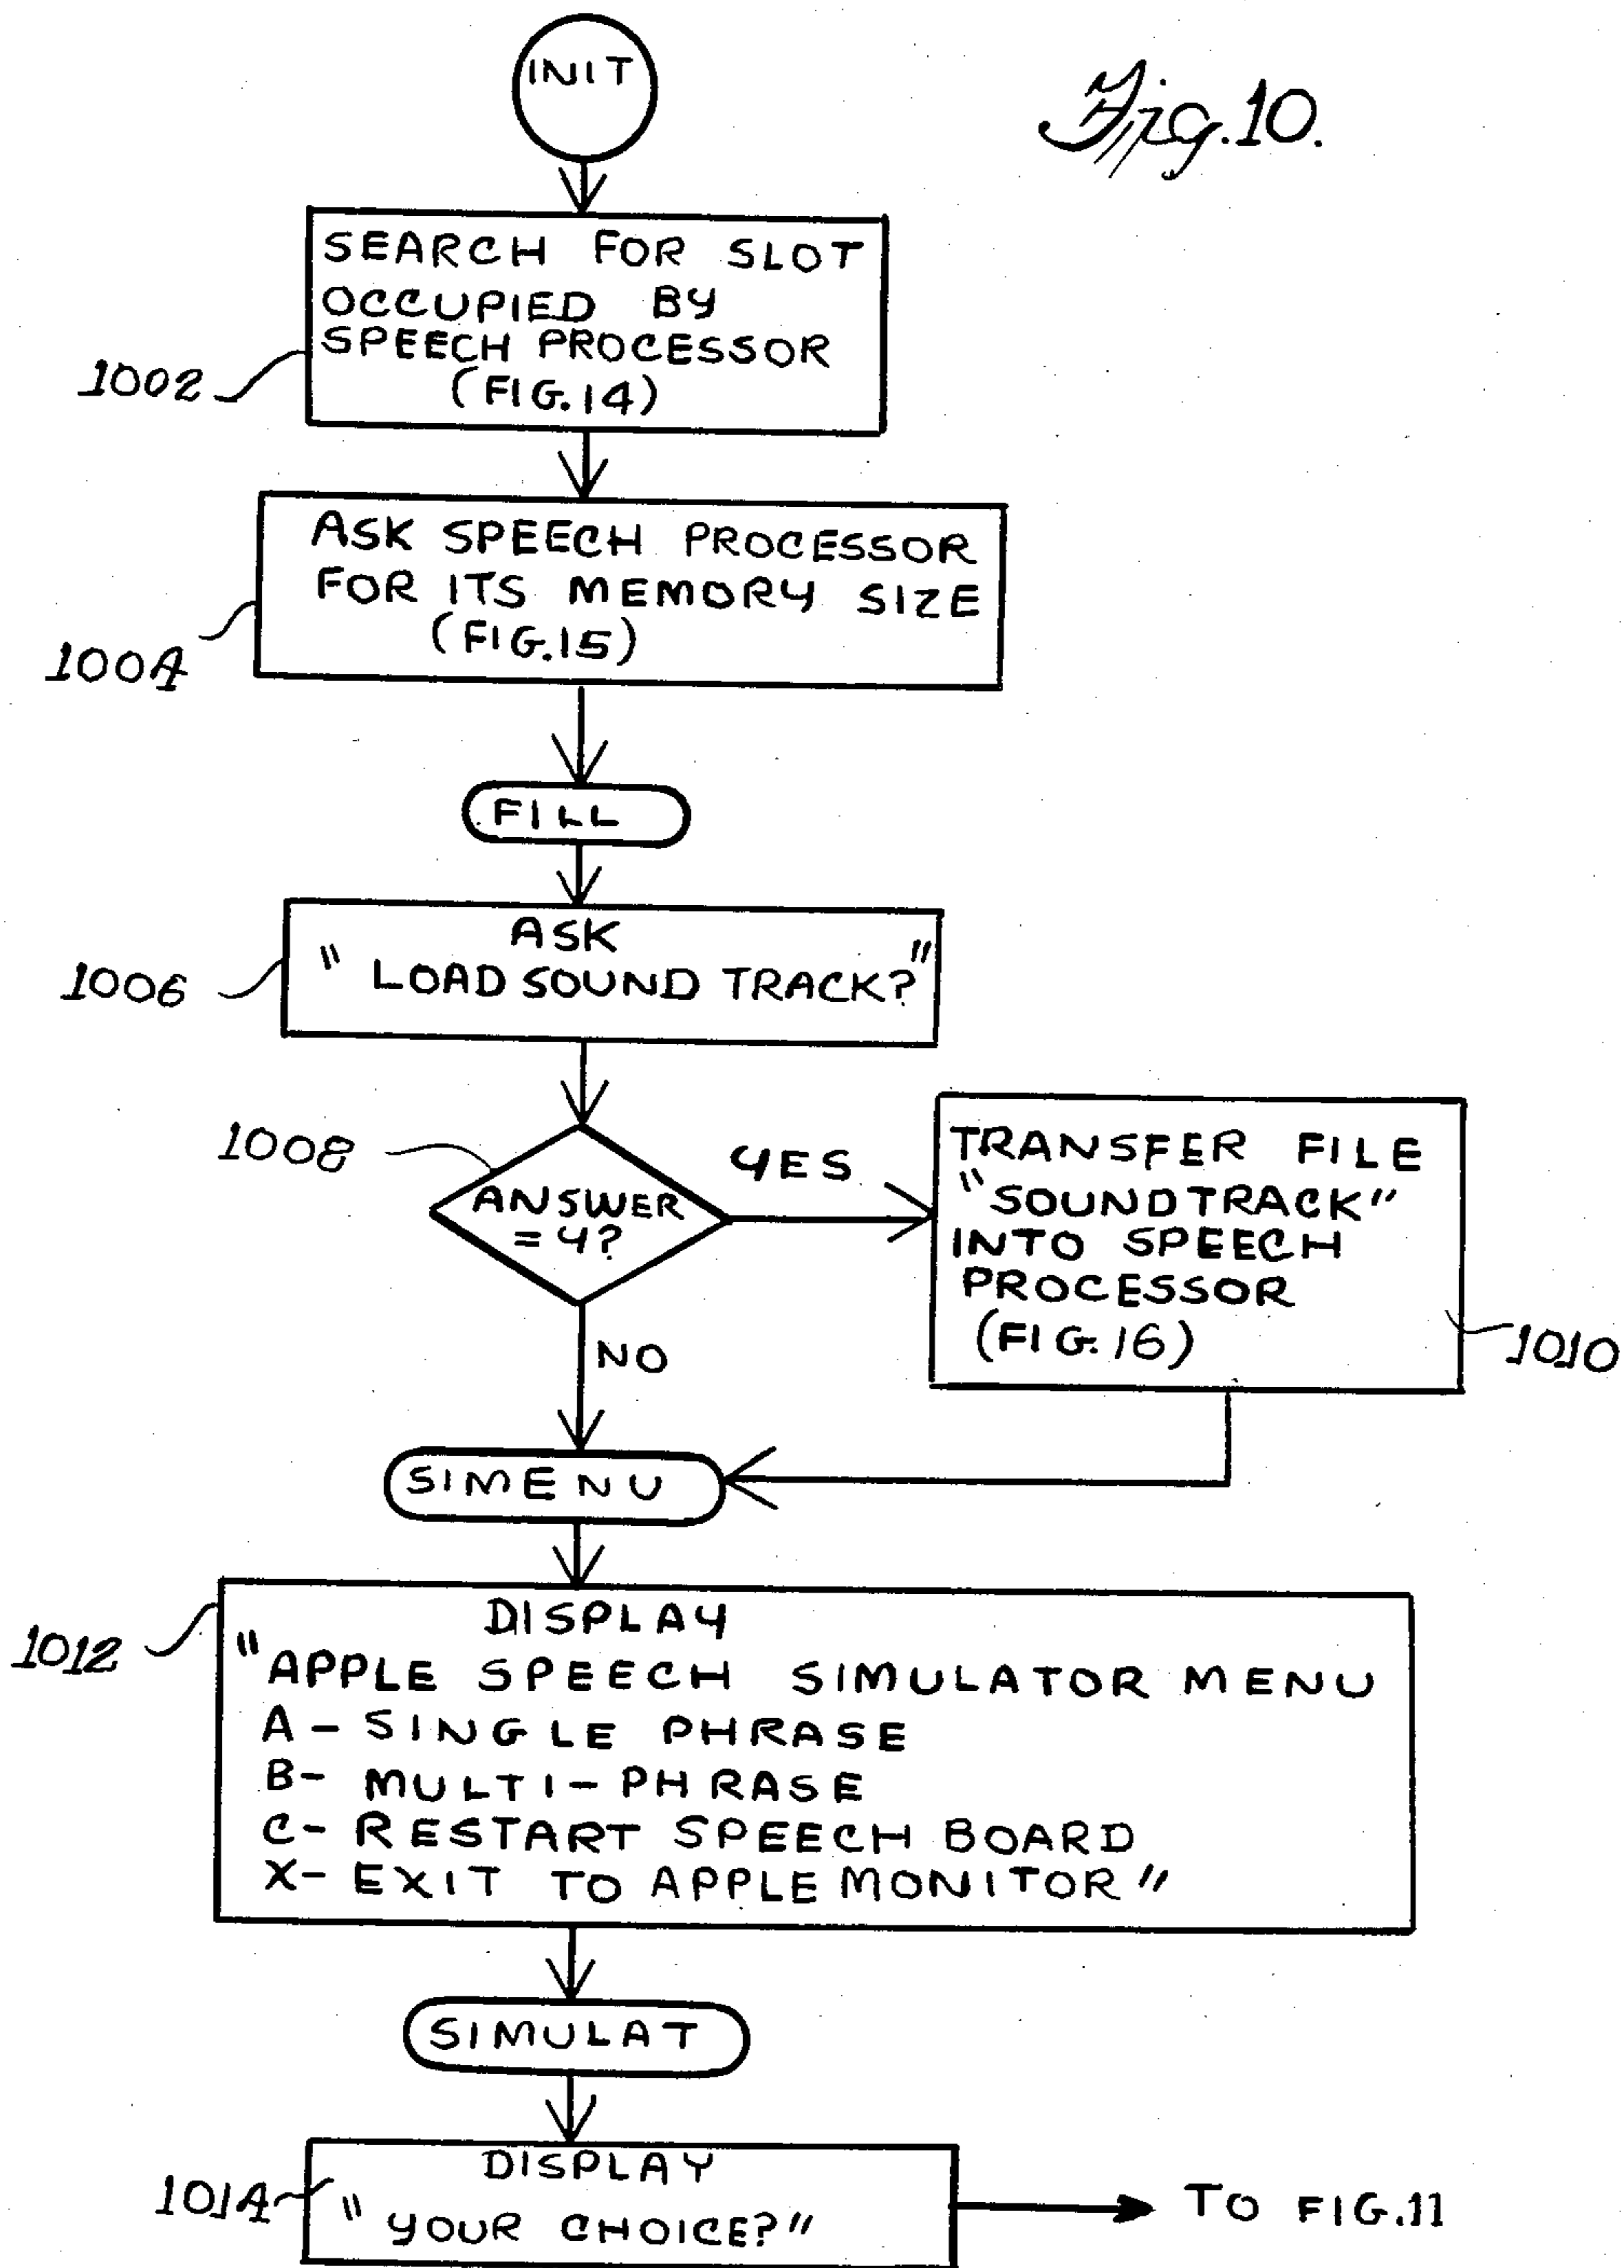 INIT
Fig. 10.
SEARCH FOR SLOT
OCCUPIED BY
SPEECH PROCESSOR
(FIG. 14)
1002
ASK SPEECH PROCESSOR
FOR ITS MEMORY SIZE
(FIG. 15)
1004
FILL
ASK
" LOAD SOUND TRACK?"
1006
1008
ANSWER
= Y?
YES
NO
TRANSFER FILE
"SOUNDTRACK"
INTO SPEECH
PROCESSOR
(FIG. 16)
1010
SIMENU
1012
DISPLAY
"APPLE SPEECH SIMULATOR MENU
A - SINGLE PHRASE
B- MULTI-PHRASE
C- RESTART SPEECH BOARD
X- EXIT TO APPLE MONITOR"
SIMULAT
1014
DISPLAY
" YOUR CHOICE?"
TO FIG. 11